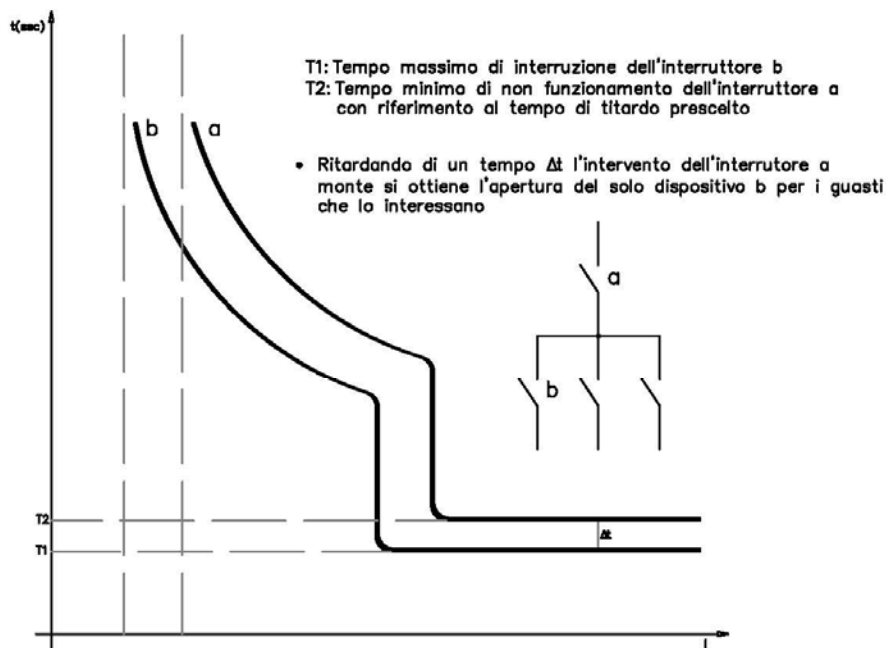 t(sec)
T1: Tempo massimo di interruzione dell'interruttore b
T2: Tempo minimo di non funzionamento dell'interruttore a
con riferimento al tempo di titardo prescelto
b
a
• Ritardando di un tempo Δt l'intervento dell'interrutore a
monte si ottiene l'apertura del solo dispositivo b per i guasti
che lo interessano
a
b
T2
Δt
T1
I